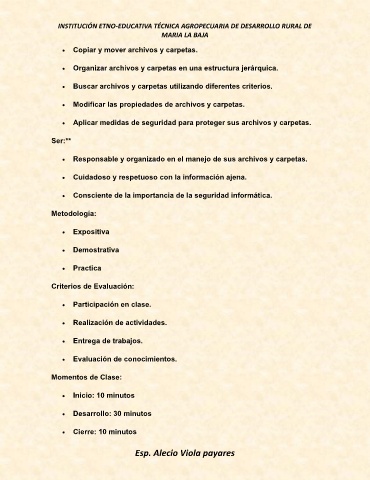 INSTITUCIÓN ETNO-EDUCATIVA TÉCNICA AGROPECUARIA DE DESARROLLO RURAL DE
MARIA LA BAJA
• Copiar y mover archivos y carpetas.
• Organizar archivos y carpetas en una estructura jerárquica.
• Buscar archivos y carpetas utilizando diferentes criterios.
• Modificar las propiedades de archivos y carpetas.
• Aplicar medidas de seguridad para proteger sus archivos y carpetas.
Ser:**
• Responsable y organizado en el manejo de sus archivos y carpetas.
• Cuidadoso y respetuoso con la información ajena.
• Consciente de la importancia de la seguridad informática.
Metodología:
• Expositiva
• Demostrativa
• Practica
Criterios de Evaluación:
• Participación en clase.
• Realización de actividades.
• Entrega de trabajos.
• Evaluación de conocimientos.
Momentos de Clase:
• Inicio: 10 minutos
• Desarrollo: 30 minutos
• Cierre: 10 minutos
Esp. Alecio Viola payares